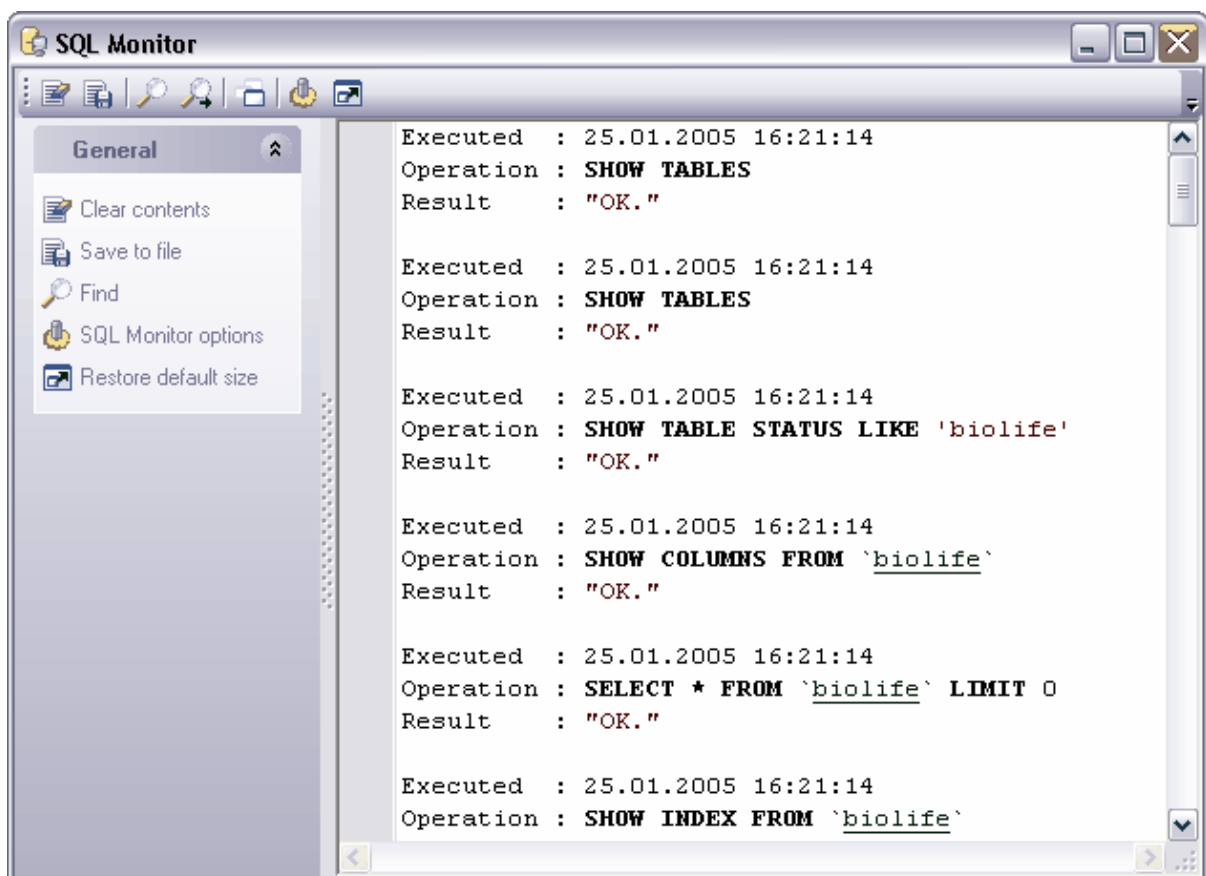 SQL Monitor
General
Clear contents
Save to file
Find
SQL Monitor options
Restore default size
Executed  : 25.01.2005 16:21:14
Operation : SHOW TABLES
Result    : "OK."
Executed  : 25.01.2005 16:21:14
Operation : SHOW TABLES
Result    : "OK."
Executed  : 25.01.2005 16:21:14
Operation : SHOW TABLE STATUS LIKE 'biolife'
Result    : "OK."
Executed  : 25.01.2005 16:21:14
Operation : SHOW COLUMNS FROM `biolife`
Result    : "OK."
Executed  : 25.01.2005 16:21:14
Operation : SELECT * FROM `biolife` LIMIT 0
Result    : "OK."
Executed  : 25.01.2005 16:21:14
Operation : SHOW INDEX FROM `biolife`